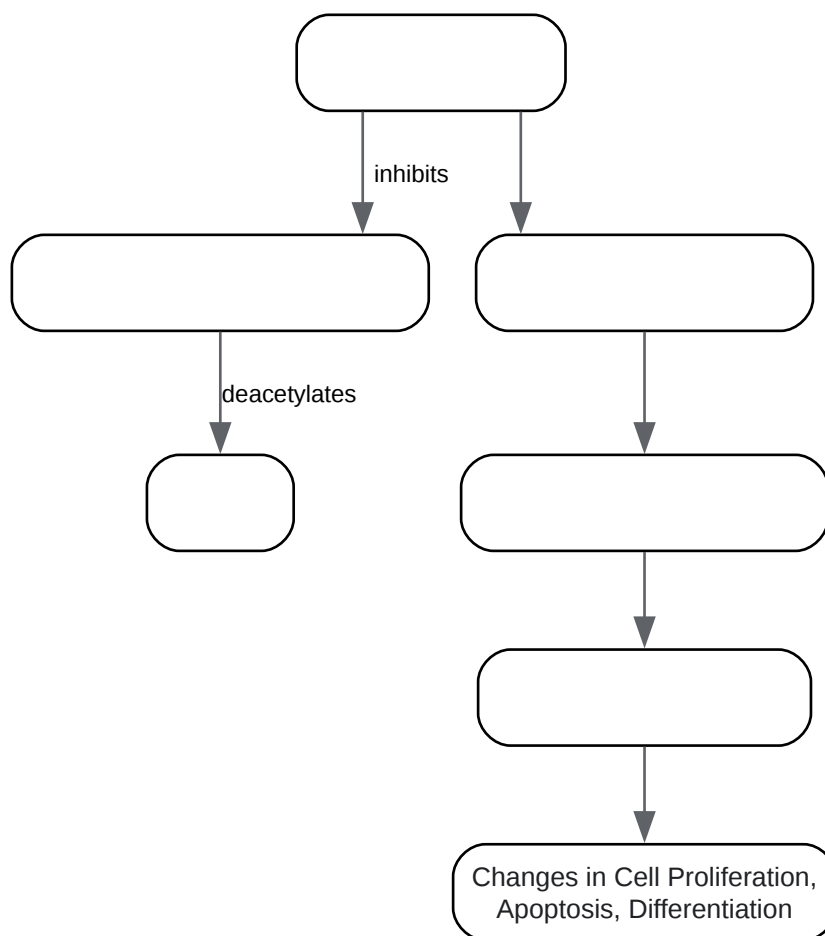 inhibits
deacetylates
Changes in Cell Proliferation,
Apoptosis, Differentiation